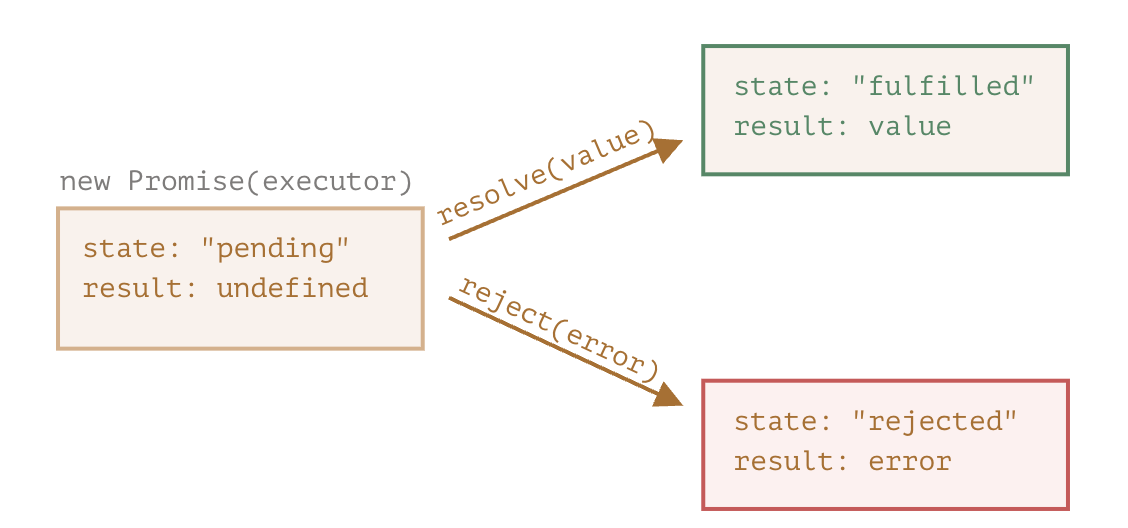 new Promise(executor)
state: "pending"
result: undefined
resolve(value)
reject(error)
state: "fulfilled"
result: value
state: "rejected"
result: error